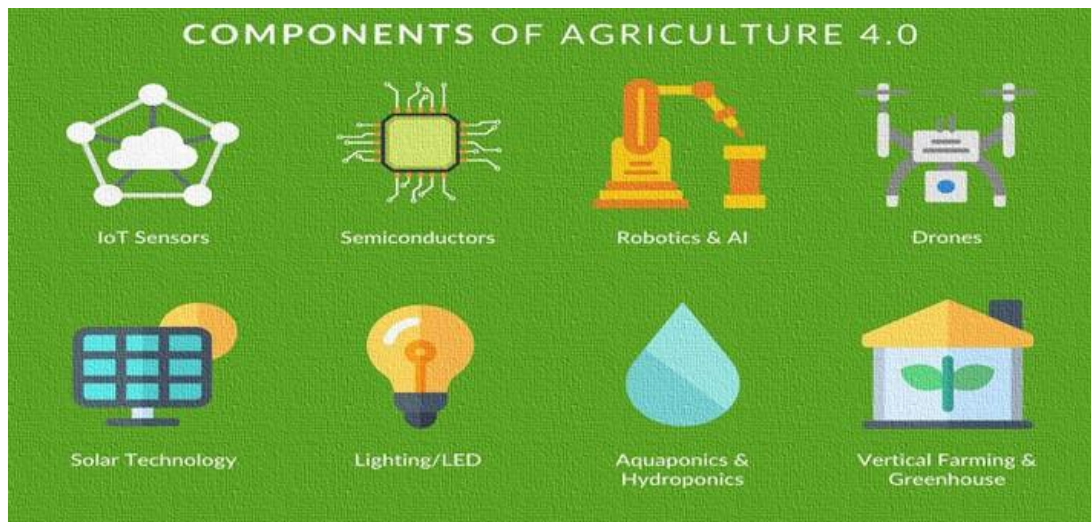 COMPONENTS OF AGRICULTURE 4.0
IoT Sensors
Semiconductors
Robotics & AI
Drones
Solar Technology
Lighting/LED
Aquaponics &
Hydroponics
Vertical Farming &
Greenhouse